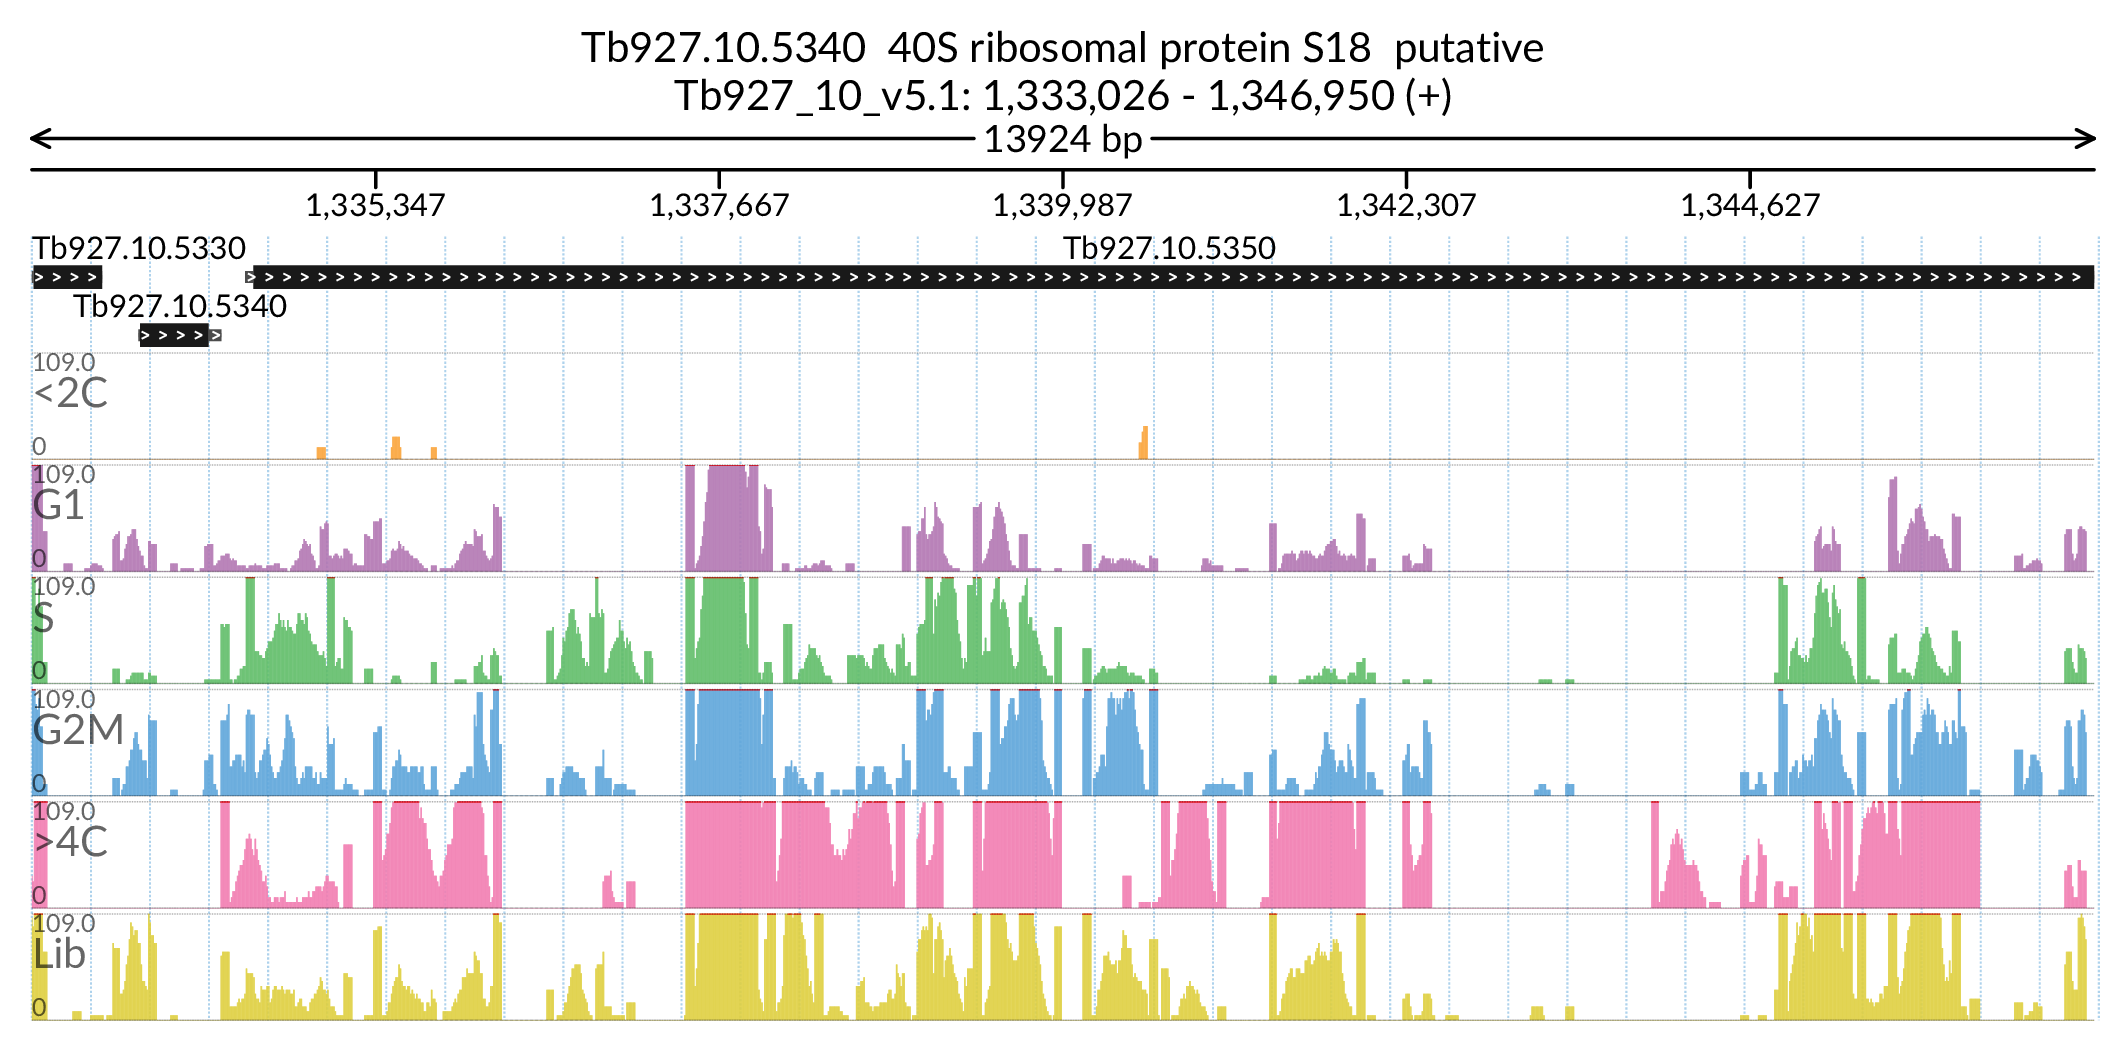 Tb927.10.5340  40S ribosomal protein S18  putative
Tb927_10_v5.1: 1,333,026 - 1,346,950 (+)
13924 bp
1,335,347 1,337,667 1,339,987 1,342,307 1,344,627
Tb927.10.5330 Tb927.10.5350
Tb927.10.5340
109.0
<2C
0
109.0
G1
0
109.0
S
0
109.0
G2M
0
109.0
>4C
0
109.0
Lib
0